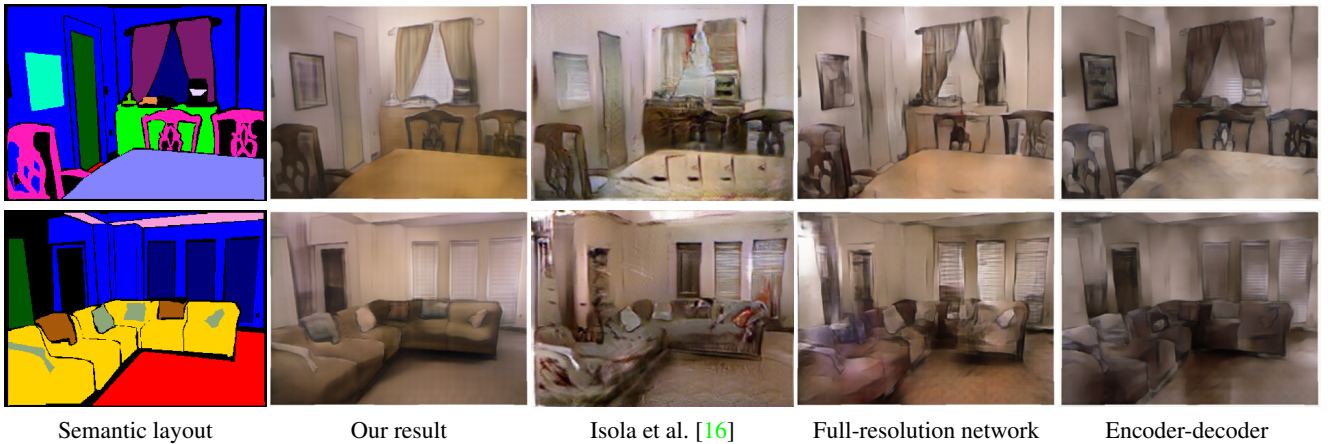 Semantic layout Our result Isola et al. [16] Full-resolution network Encoder-decoder